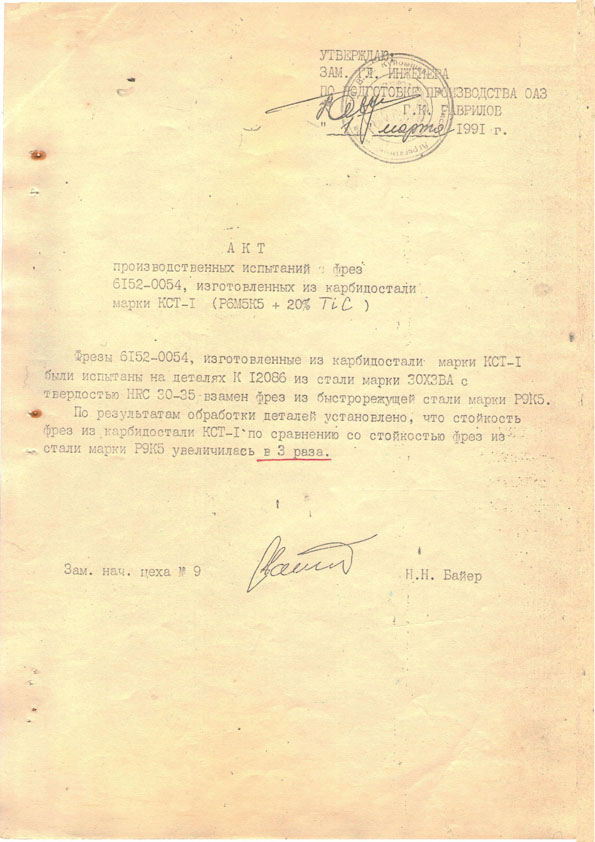 УТВЕРЖДАЮ:
ЗАМ. ГЛ. ИНЖЕНЕРА
ПО ПОДГОТОВКЕ ПРОИЗВОДСТВА ОАЗ
Г.К. ГАВРИЛОВ
" 1 " марта 1991 г.
А К Т
производственных испытаний фрез
6I52-0054, изготовленных из карбидостали
марки КСТ-I (Р6М5К5 + 20% TiC )
Фрезы 6I52-0054, изготовленные из карбидостали марки КСТ-I
были испытаны на деталях К I2086 из стали марки 3ОХ3ВА с
твердостью HRC 30-35 взамен фрез из быстрорежущей стали марки Р9К5.
По результатам обработки деталей установлено, что стойкость
фрез из карбидостали КСТ-I по сравнению со стойкостью фрез из
стали марки Р9К5 увеличилась в 3 раза.
Зам. нач. цеха № 9
Н.Н. Байер